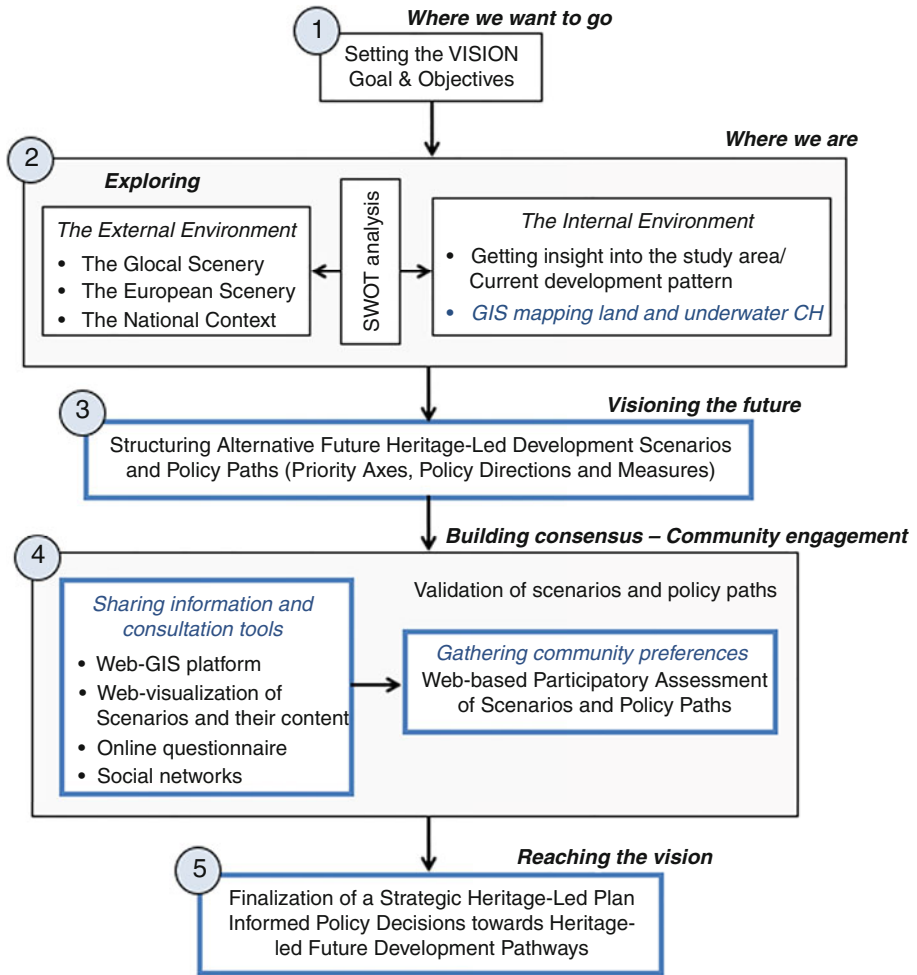 Where we want to go
1
Setting the VISION
Goal & Objectives
Where we are
2
Exploring
The External Environment
• The Glocal Scenery
• The European Scenery
• The National Context
SWOT analysis
The Internal Environment
• Getting insight into the study area/
Current development pattern
• GIS mapping land and underwater CH
3
Visioning the future
Structuring Alternative Future Heritage-Led Development Scenarios
and Policy Paths (Priority Axes, Policy Directions and Measures)
Building consensus – Community engagement
4
Sharing information and
consultation tools
• Web-GIS platform
• Web-visualization of
Scenarios and their content
• Online questionnaire
• Social networks
Validation of scenarios and policy paths
Gathering community preferences
Web-based Participatory Assessment
of Scenarios and Policy Paths
Reaching the vision
5
Finalization of a Strategic Heritage-Led Plan
Informed Policy Decisions towards Heritage-
led Future Development Pathways